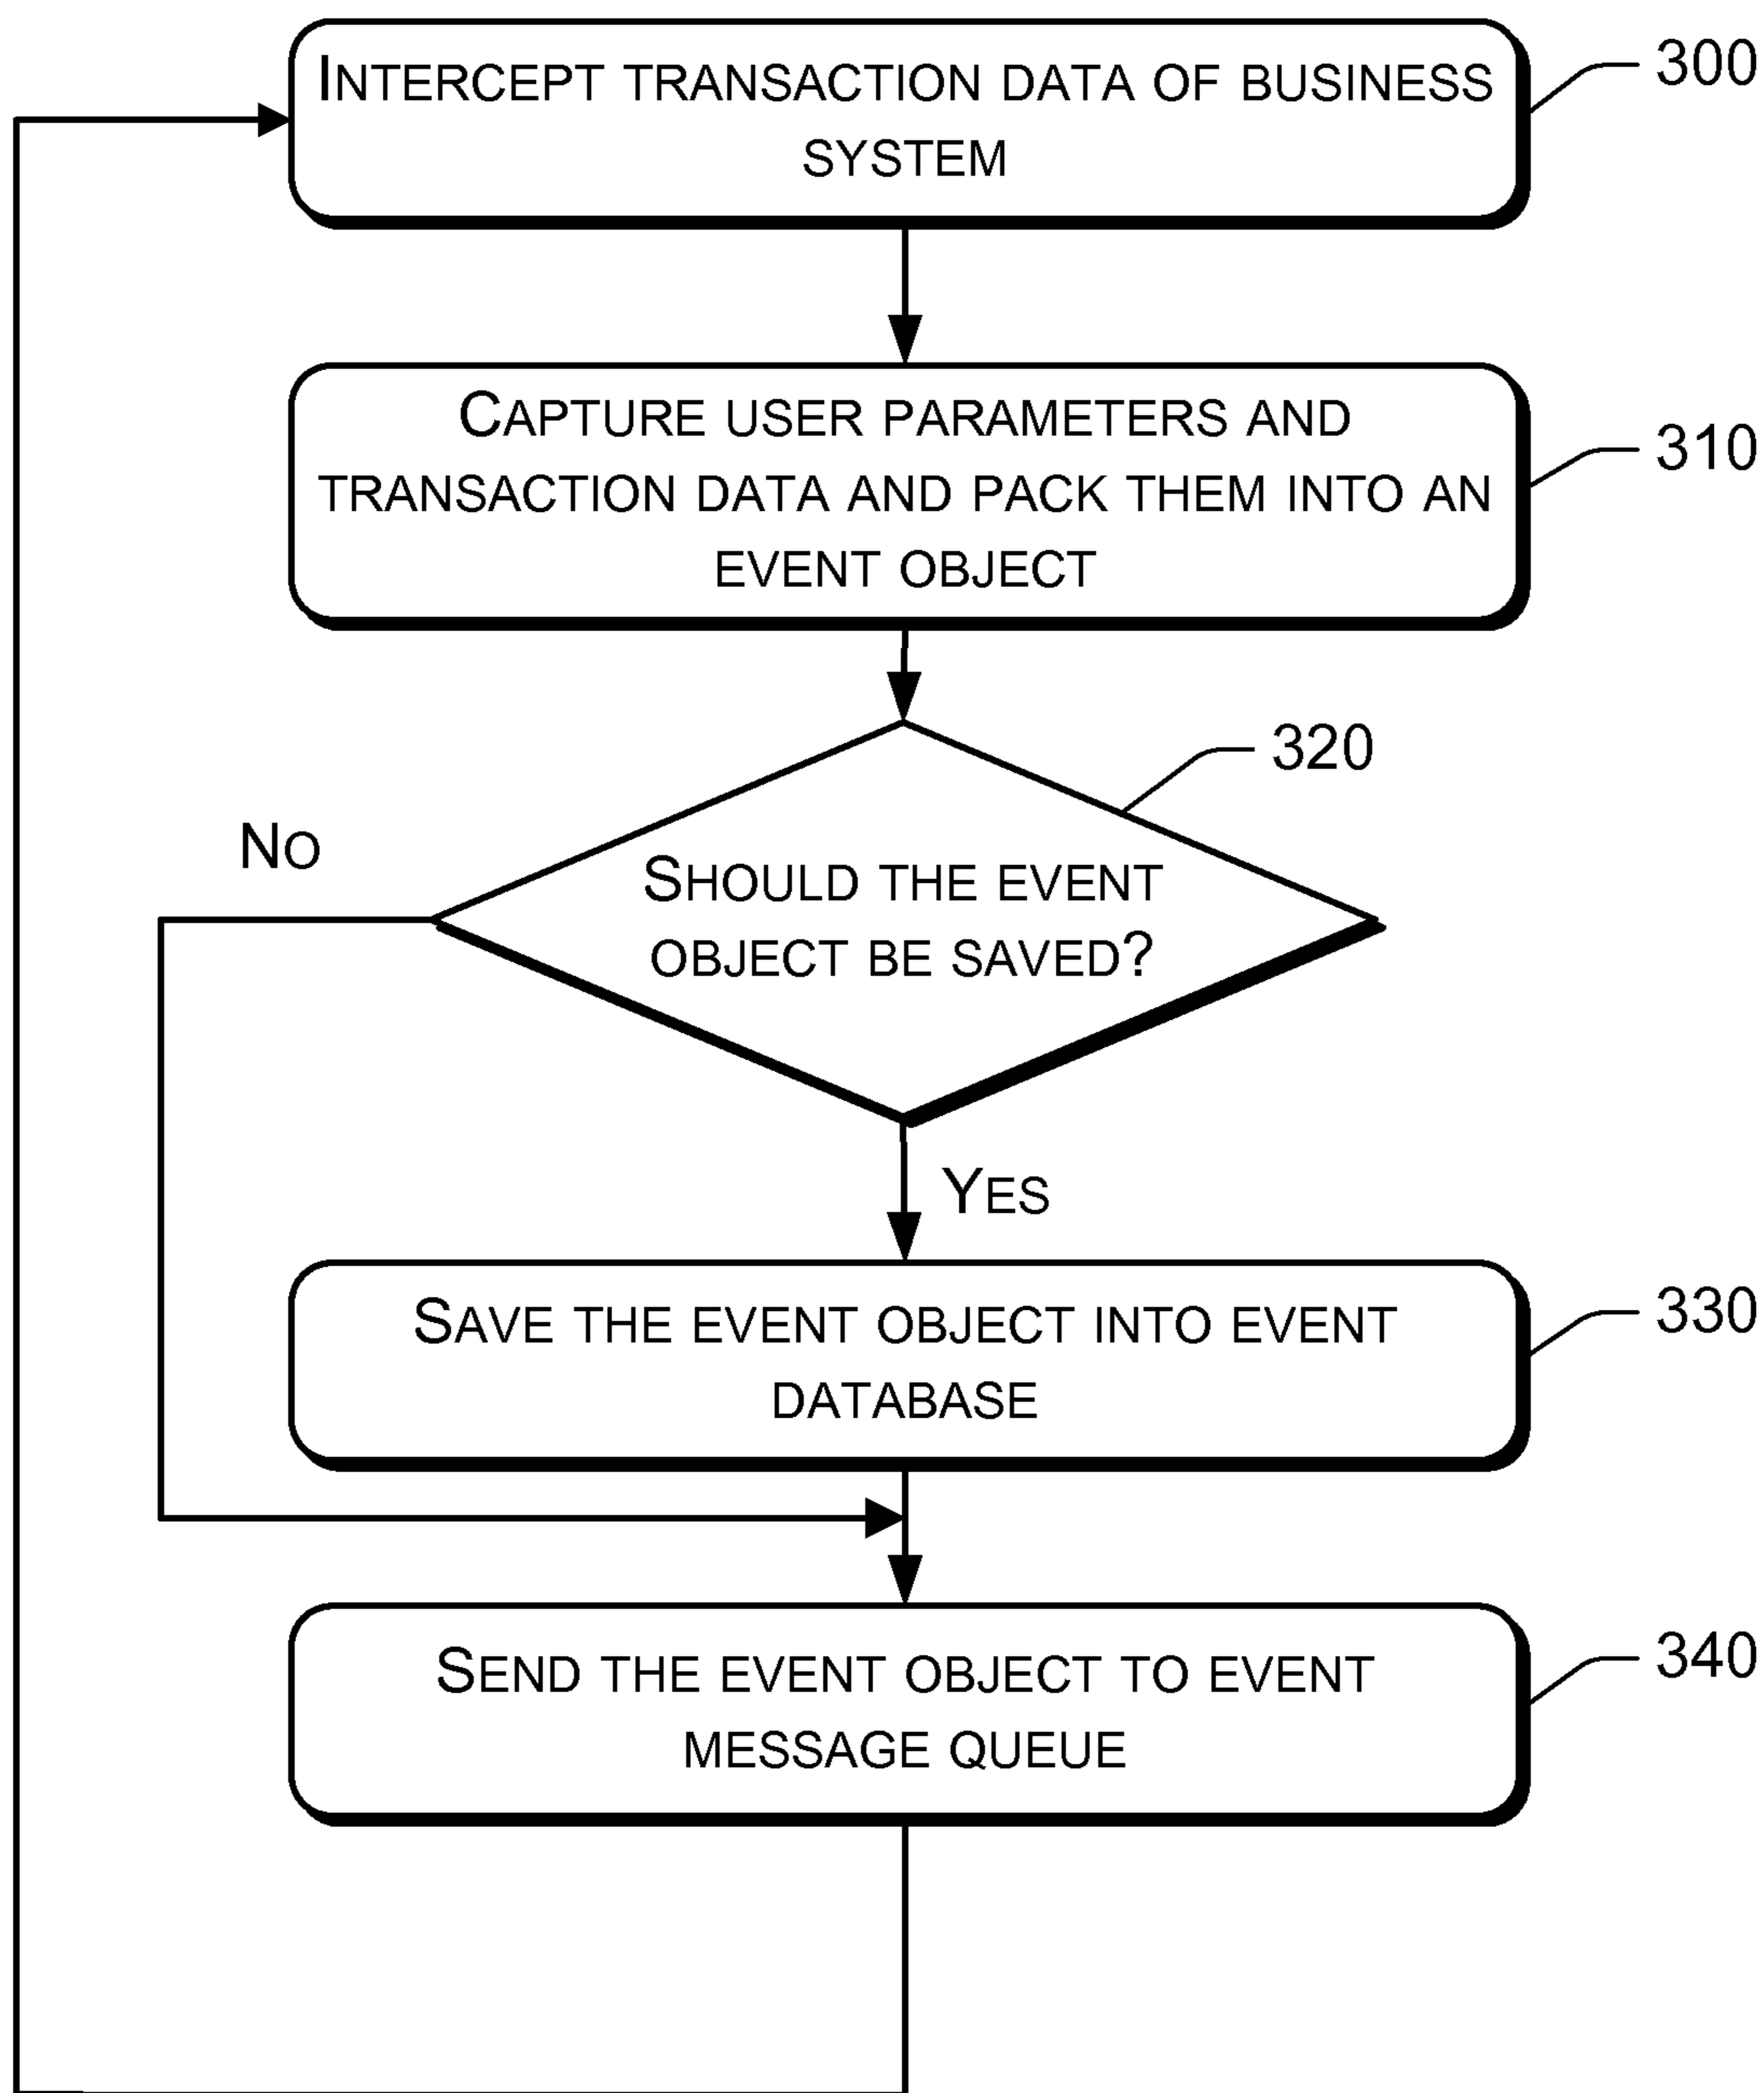 INTERCEPT TRANSACTION DATA OF BUSINESS
SYSTEM
300
CAPTURE USER PARAMETERS AND
TRANSACTION DATA AND PACK THEM INTO AN
EVENT OBJECT
310
320
NO
SHOULD THE EVENT
OBJECT BE SAVED?
YES
SAVE THE EVENT OBJECT INTO EVENT
DATABASE
330
SEND THE EVENT OBJECT TO EVENT
MESSAGE QUEUE
340